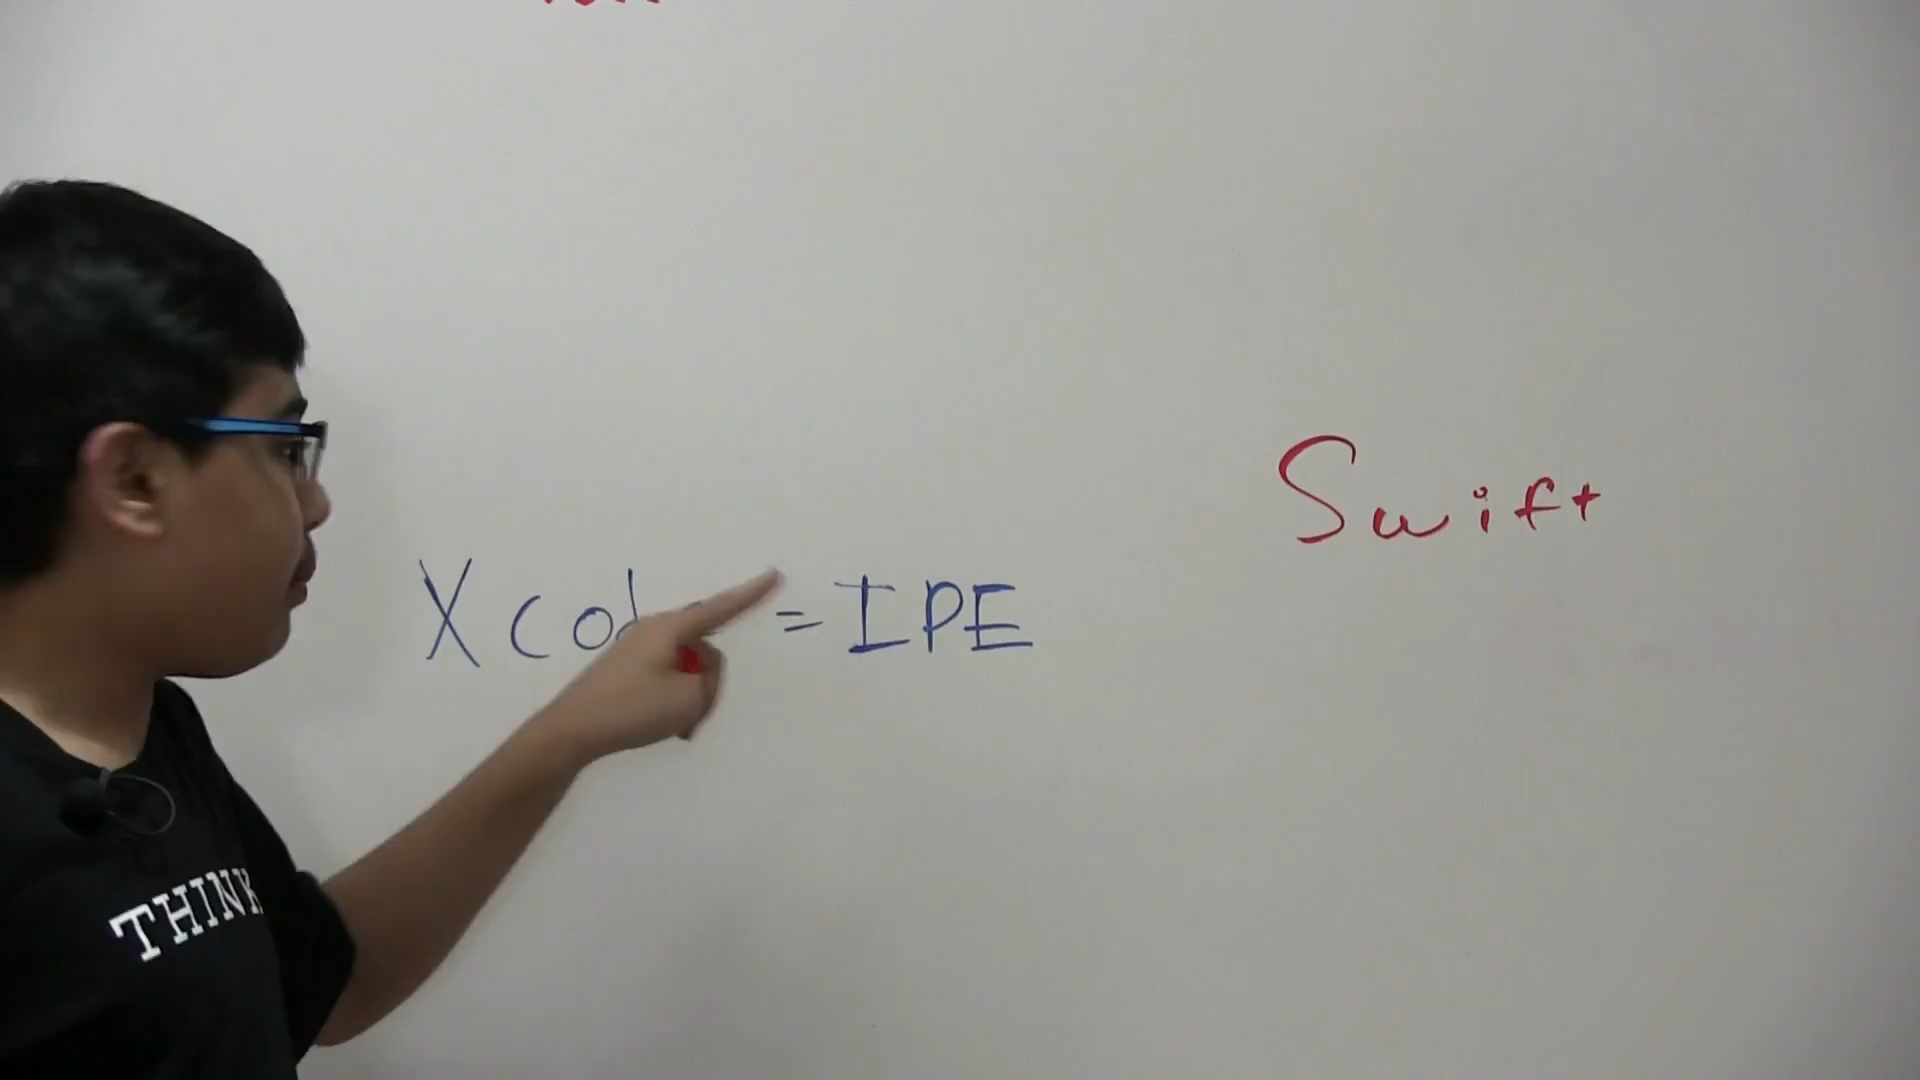 Swift
Xcode = IPE
THINK